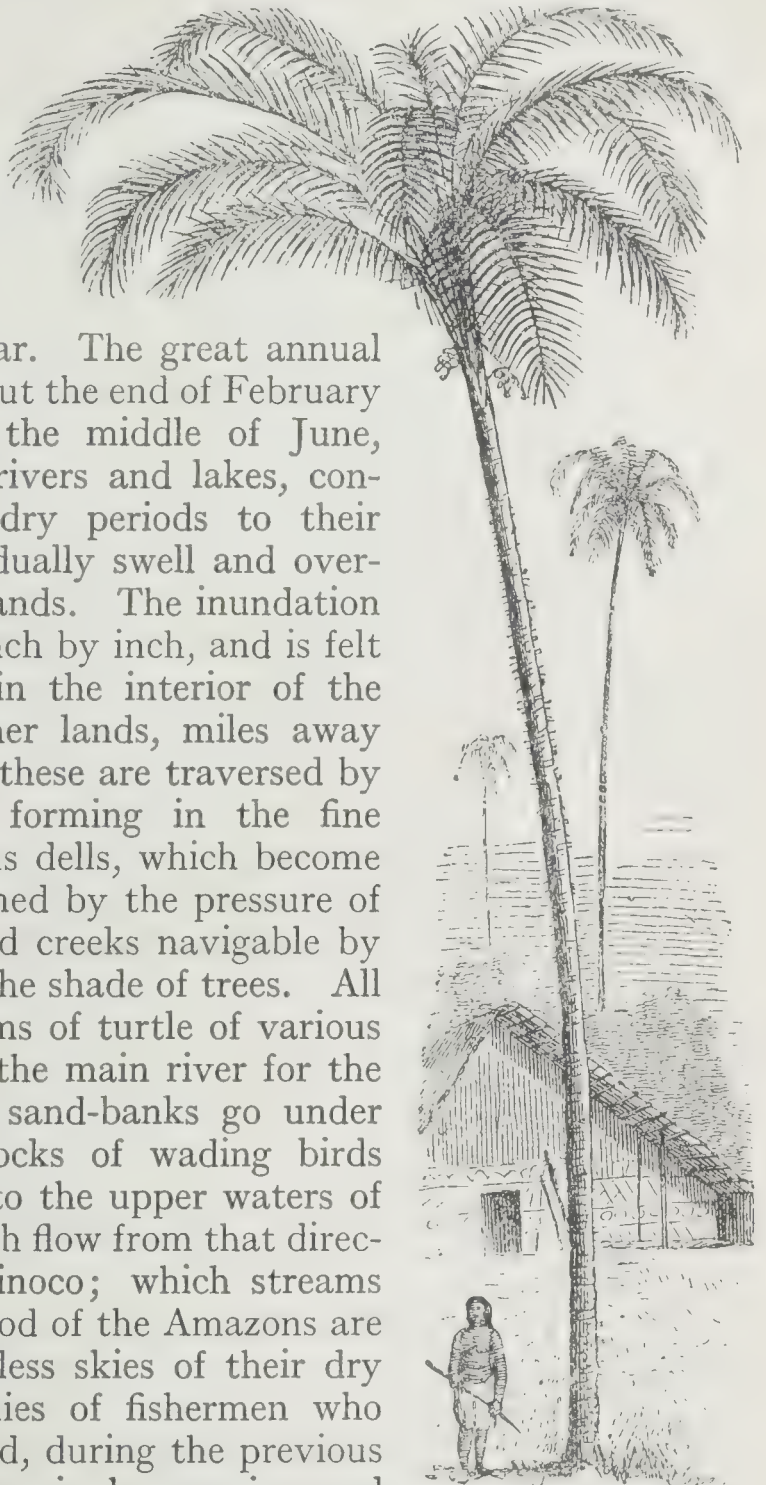 ar. The great annual
ut the end of February
the middle of June,
rivers and lakes, con-
dry periods to their
dually swell and over-
ands. The inundation
ch by inch, and is felt
in the interior of the
her lands, miles away
these are traversed by
forming in the fine
is dells, which become
ned by the pressure of
d creeks navigable by
he shade of trees. All
ms of turtle of various
the main river for the
sand-banks go under
ocks of wading birds
to the upper waters of
h flow from that direc-
inoco; which streams
od of the Amazons are
less skies of their dry
lies of fishermen who
d, during the previous